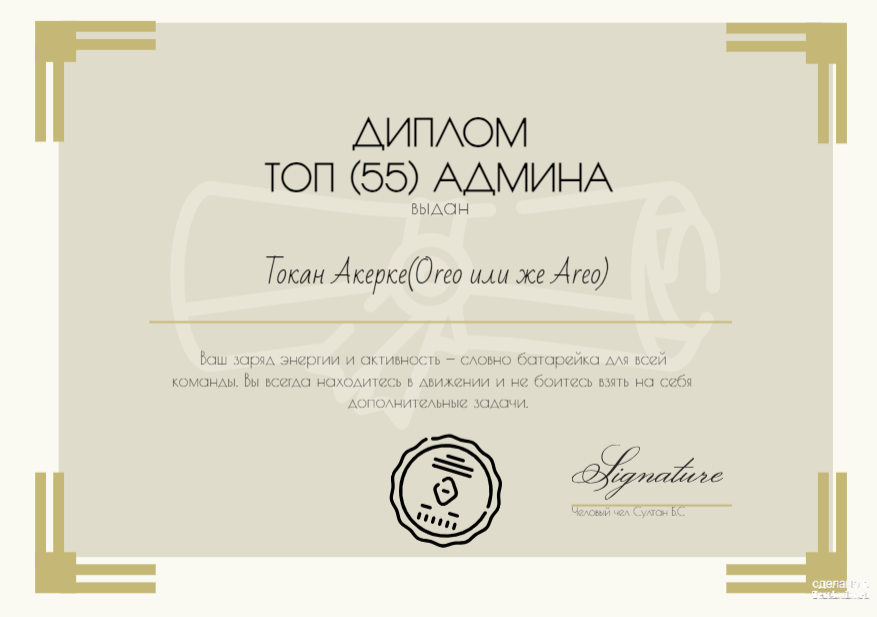 ДИПЛОМ
ТОП (55) АДМИНА
выдан
Токан Акерке(Oreo или же Areo)
Ваш заряд энергии и активность – словно батарейка для всей
команды. Вы всегда находитесь в движении и не боитесь взять на себя
дополнительные задачи.
Signature
Человый чел Султан Б.С.
сделано в